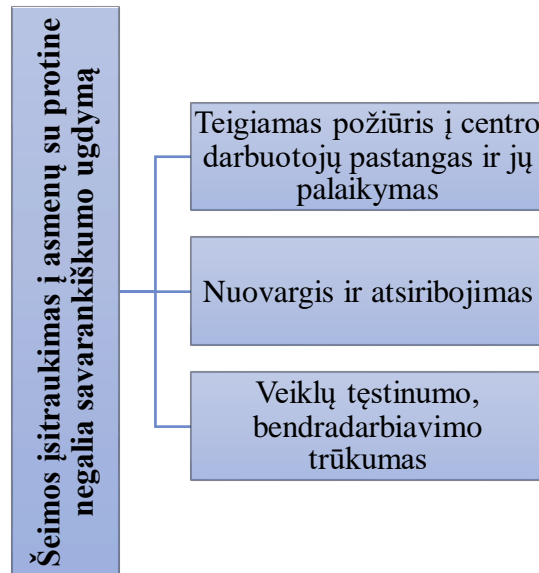 Šeimos įsitraukimas į asmenų su protine
negalia savarankiškumo ugdymą
Teigiamas požiūris į centro
darbuotojų pastangas ir jų
palaikymas
Nuovargis ir atsiribojimas
Veiklų tęstinumo,
bendradarbiavimo
trūkumas